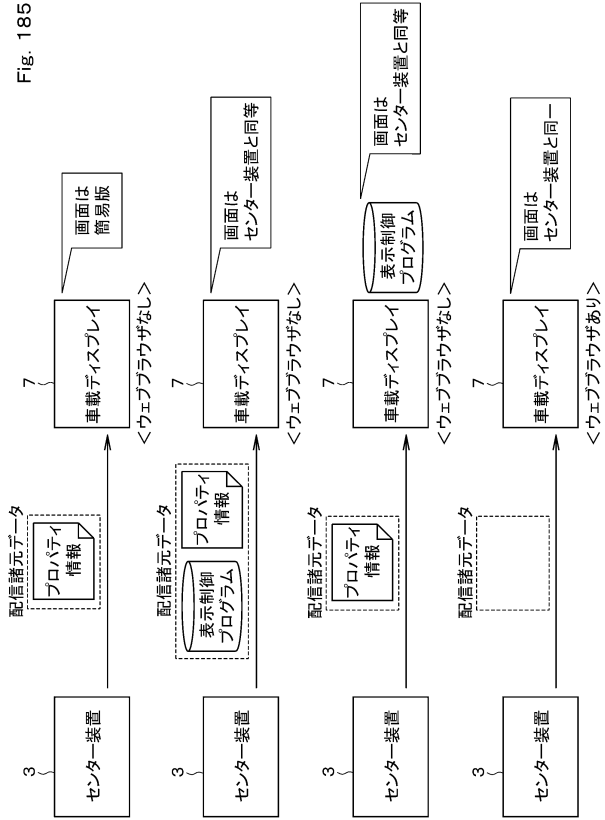 Fig. 185
3
センター装置
配信諸元データ
プロパティ
情報
7
車載ディスプレイ
<ウェブブラウザなし>
画面は
簡易版
3
センター装置
配信諸元データ
表示制御
プログラム
プロパティ
情報
7
車載ディスプレイ
<ウェブブラウザなし>
画面は
センター装置と同等
3
センター装置
配信諸元データ
プロパティ
情報
7
車載ディスプレイ
<ウェブブラウザなし>
表示制御
プログラム
画面は
センター装置と同等
3
センター装置
配信諸元データ
7
車載ディスプレイ
<ウェブブラウザあり>
画面は
センター装置と同一